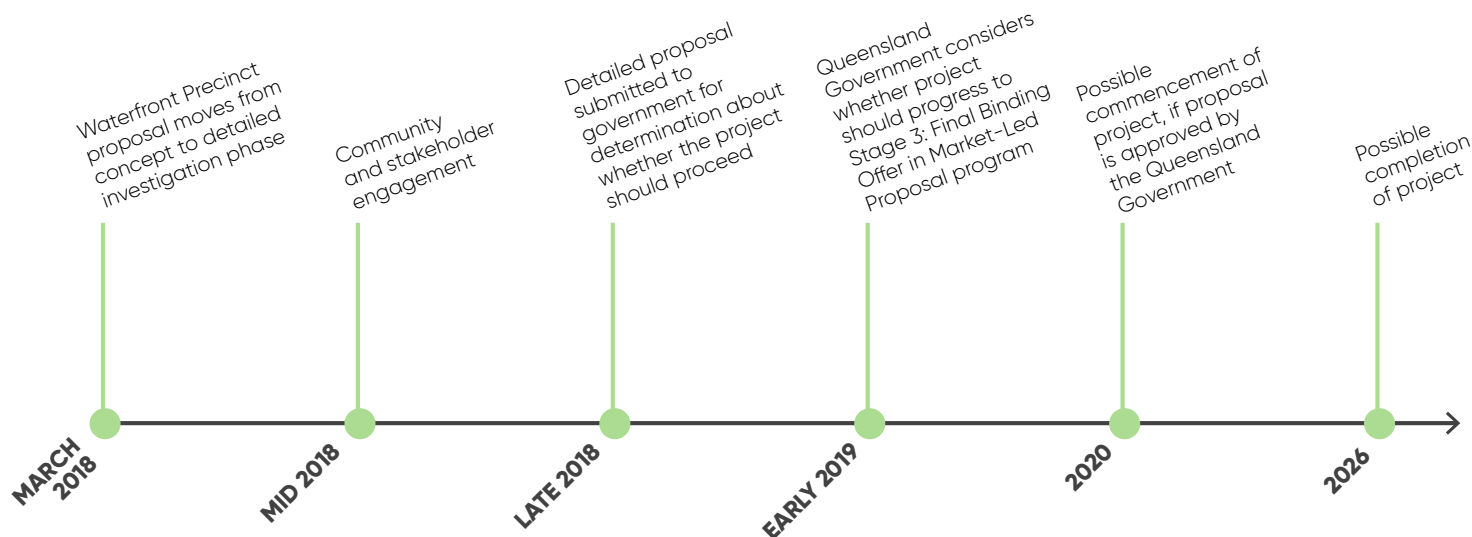 Waterfront Precinct
proposal moves from
concept to detailed
investigation phase
Community
and stakeholder
engagement
Detailed proposal
submitted to
government for
determination about
whether the project
should proceed
Queensland
Government considers
whether project
should progress to
Stage 3: Final Binding
Offer in Market-Led
Proposal program
Possible
commencement of
project, if proposal
is approved by
the Queensland
Government
Possible
completion
of project
MARCH
2018
MID 2018
LATE 2018
EARLY 2019
2020
2026